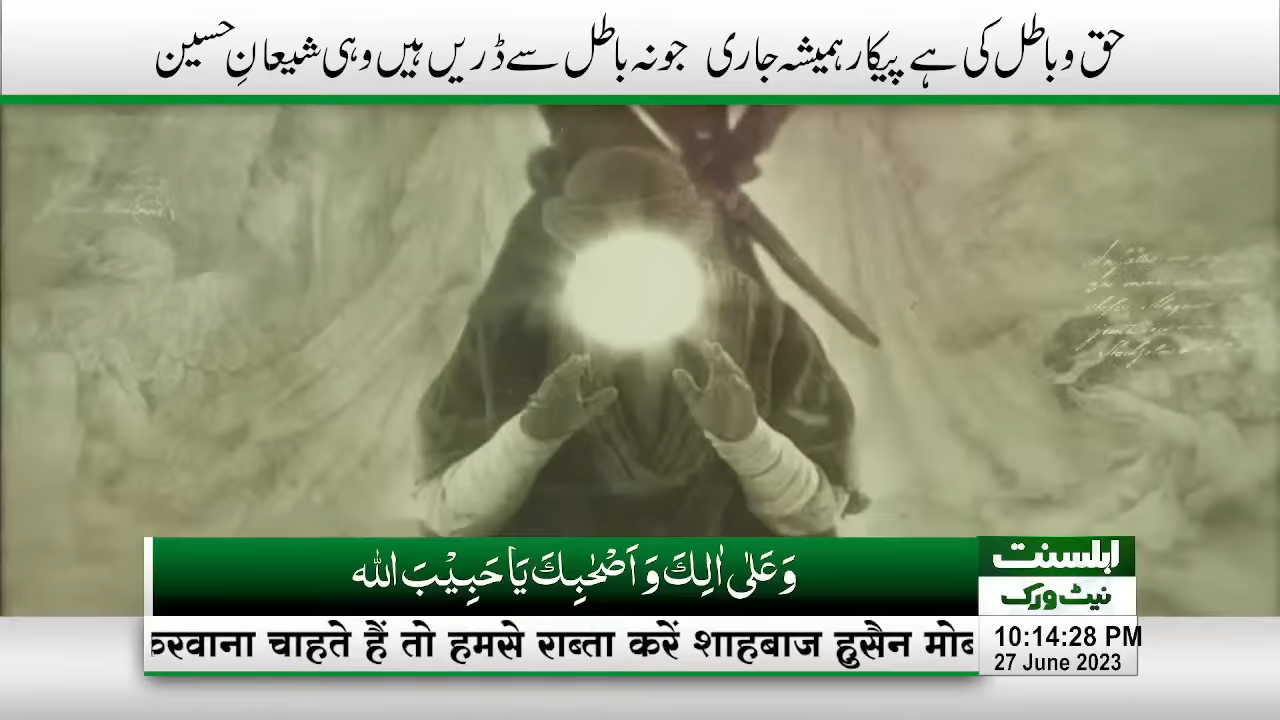 حق و باطل کی ہے پیکار ہمیشہ جاری جو نہ باطل سے ڈریں ہیں وہی شیعانِ حسین
وَعَلٰی اٰلِكَ وَ اَصْحٰبِكَ یَا حَبِیْبَ اللّٰه
اہلسنت
نیٹ ورک
करवाना चाहते हैं तो हमसे राब्ता करें शाहबाज हुसैन मोब
10:14:28 PM
27 June 2023